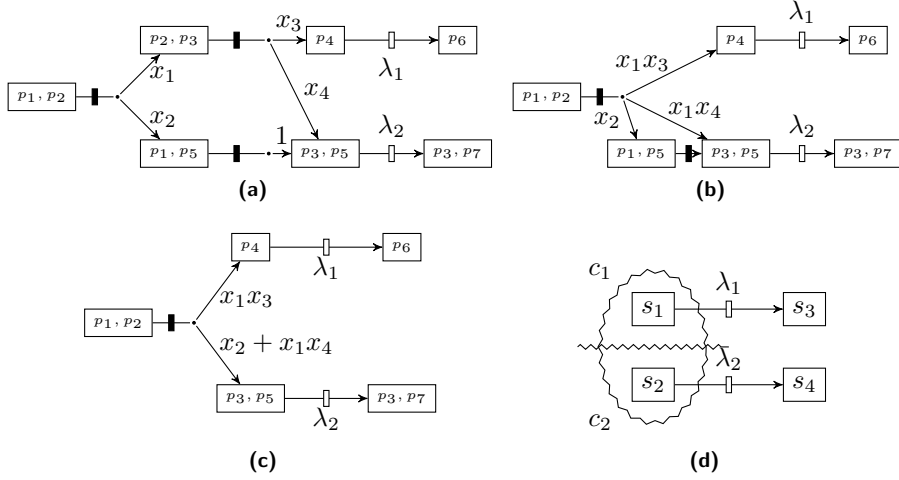 p₂, p₃
x₃
p₄
p₆
λ₁
x₁
p₁, p₂
x₄
x₂
1
λ₂
p₁, p₅
p₃, p₅
p₃, p₇
(a)
λ₁
p₄
p₆
x₁x₃
p₁, p₂
x₂
x₁x₄
λ₂
p₁, p₅
p₃, p₅
p₃, p₇
(b)
p₄
p₆
λ₁
x₁x₃
p₁, p₂
x₂ + x₁x₄
p₃, p₅
p₃, p₇
λ₂
(c)
c₁
λ₁
s₁
s₃
λ₂
s₂
s₄
c₂
(d)